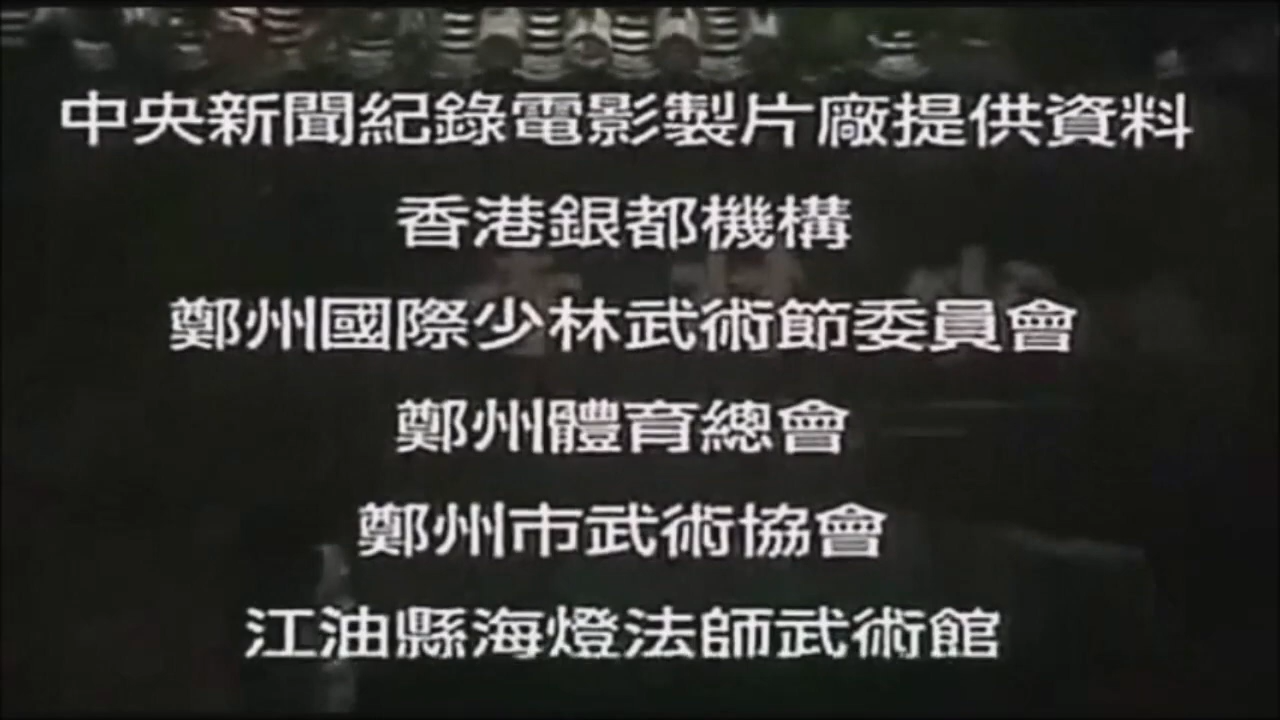 中央新聞紀錄電影製片廠提供資料
香港銀都機構
鄭州國際少林武術節委員會
鄭州體育總會
鄭州市武術協會
江油縣海燈法師武術館